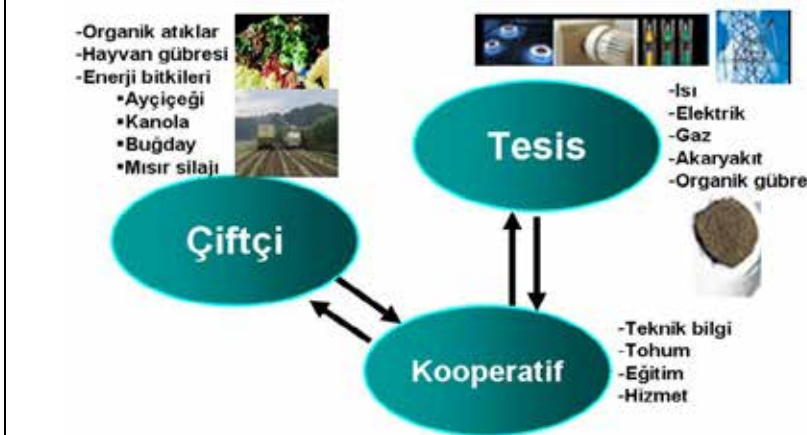 -Organik atıklar
-Hayvan gübresi
-Enerji bitkileri
▪Ayçiçeği
▪Kanola
▪Buğday
▪Mısır silajı
Çiftçi
Tesis
-Isı
-Elektrik
-Gaz
-Akaryakıt
-Organik gübre
Kooperatif
-Teknik bilgi
-Tohum
-Eğitim
-Hizmet